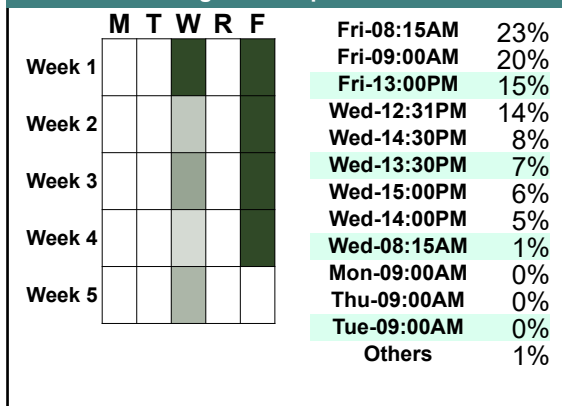 M T W R F
Week 1
Week 2
Week 3
Week 4
Week 5
Fri-08:15AM 23%
Fri-09:00AM 20%
Fri-13:00PM 15%
Wed-12:31PM 14%
Wed-14:30PM 8%
Wed-13:30PM 7%
Wed-15:00PM 6%
Wed-14:00PM 5%
Wed-08:15AM 1%
Mon-09:00AM 0%
Thu-09:00AM 0%
Tue-09:00AM 0%
Others 1%